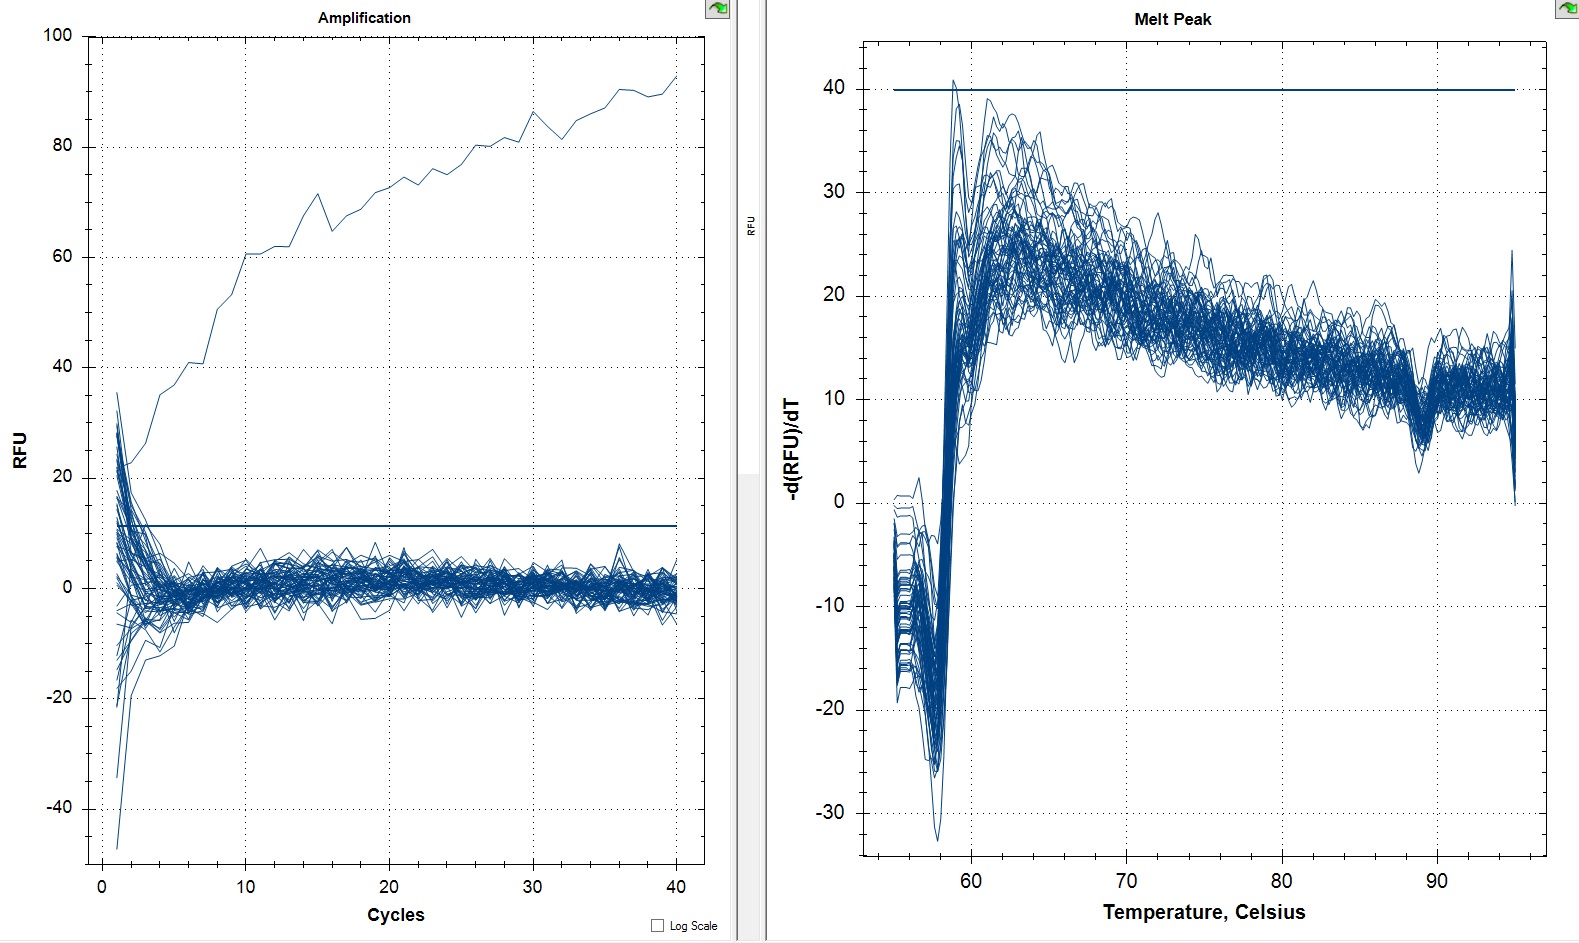 Amplification
100
80
60
40
20
0
-20
-40
RFU
0 10 20 30 40
Cycles
Log Scale
RFU
Melt Peak
40
30
20
10
0
-10
-20
-30
-d(RFU)/dT
60 70 80 90
Temperature, Celsius